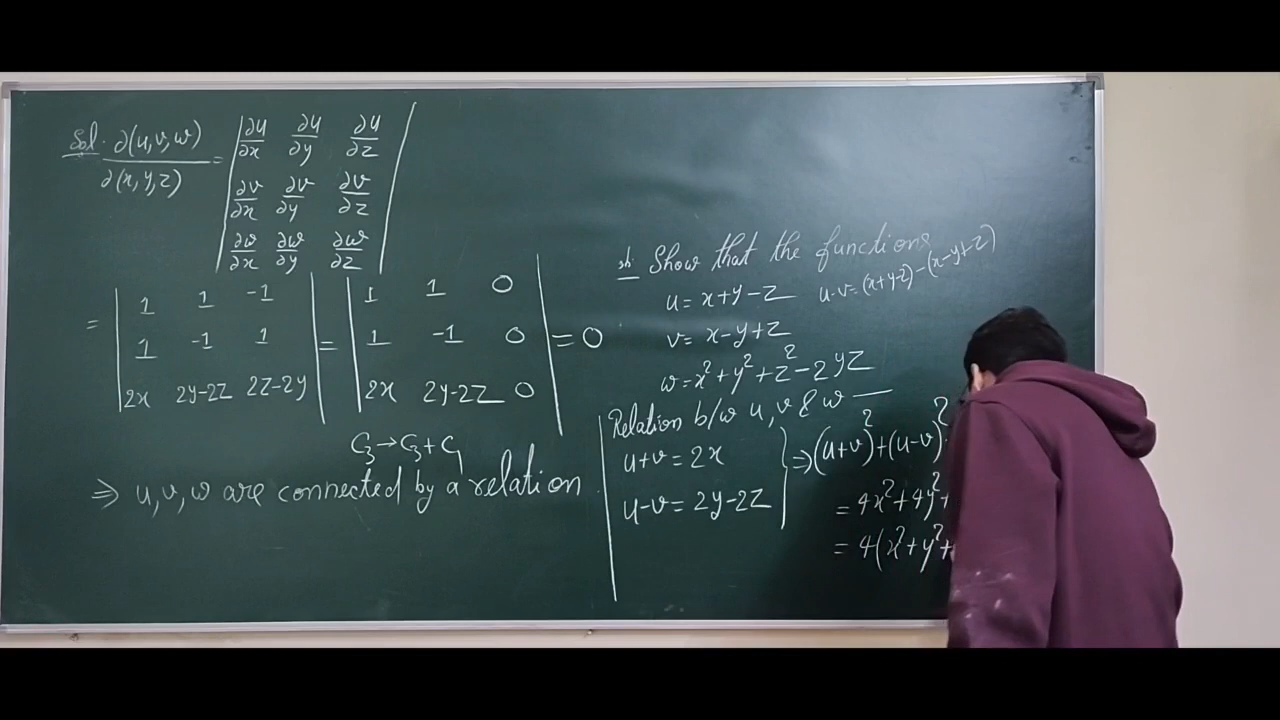 Sol. ∂(u,v,w)/∂(x,y,z) = | ∂u/∂x ∂u/∂y ∂u/∂z |
| ∂v/∂x ∂v/∂y ∂v/∂z |
| ∂w/∂x ∂w/∂y ∂w/∂z |
= | 1 1 -1 | = | 1 1 0 | = 0
| 1 -1 1 | | 1 -1 0 |
| 2x 2y-2z 2z-2y | | 2x 2y-2z 0 |
C₃→C₃+C₁
⇒ u,v,w are connected by a relation.
Show that the functions
u = x+y-z u-v=(x+y-z)-(x-y+z)
v = x-y+z
w = x²+y²+z²-2yz
Relation b/w u, v & w —
u+v = 2x } ⇒ (u+v)²+(u-v)²
u-v = 2y-2z
= 4x²+4y²+
= 4(x²+y²+